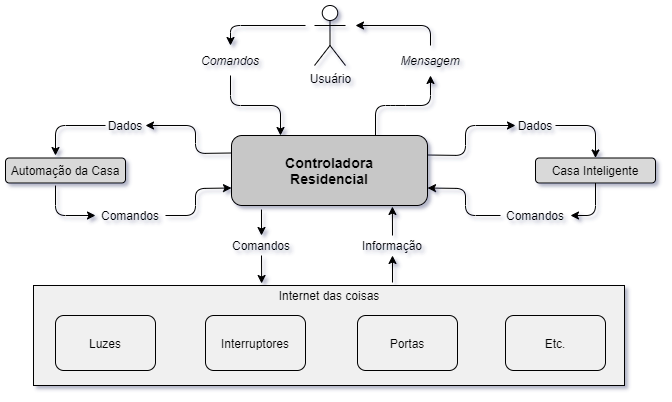 Comandos
Mensagem
Usuário
Dados
Dados
Controladora
Residencial
Automação da Casa
Casa Inteligente
Comandos
Comandos
Comandos
Informação
Internet das coisas
Luzes
Interruptores
Portas
Etc.